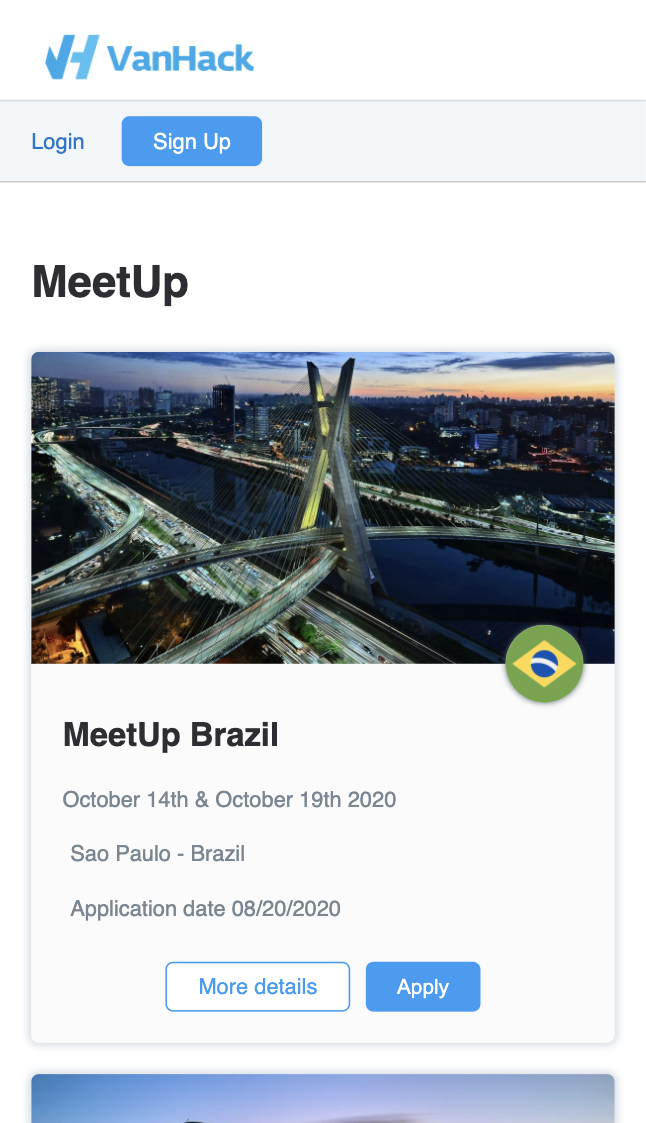 VanHack
Login
Sign Up
MeetUp
MeetUp Brazil
October 14th & October 19th 2020
Sao Paulo - Brazil
Application date 08/20/2020
More details
Apply